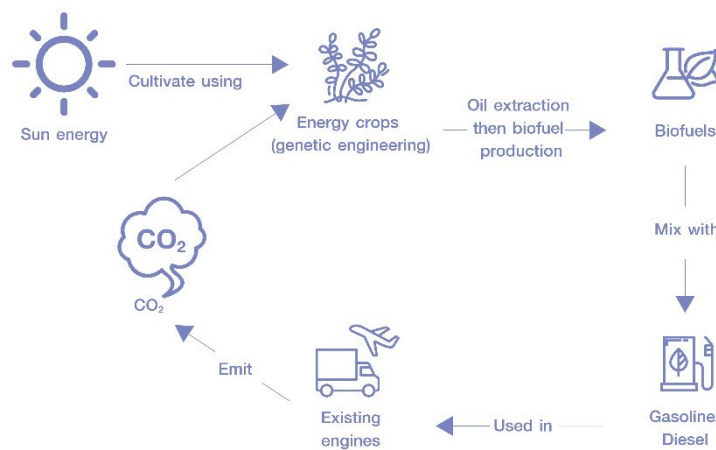 Cultivate using
Sun energy
Energy crops
(genetic engineering)
Oil extraction
then biofuel
production
Biofuels
Mix with
Gasoline/
Diesel
Used in
Existing
engines
Emit
CO₂
CO₂